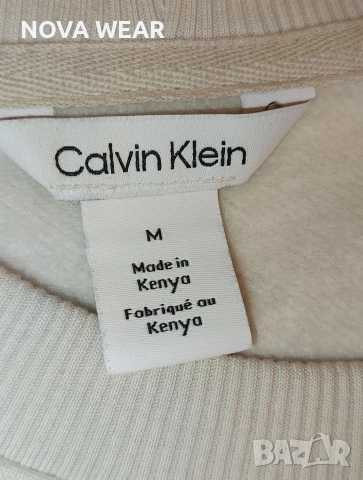 NOVA WEAR
Calvin Klein
M
Made in
Kenya
Fabriqué au
Kenya
BAZAR